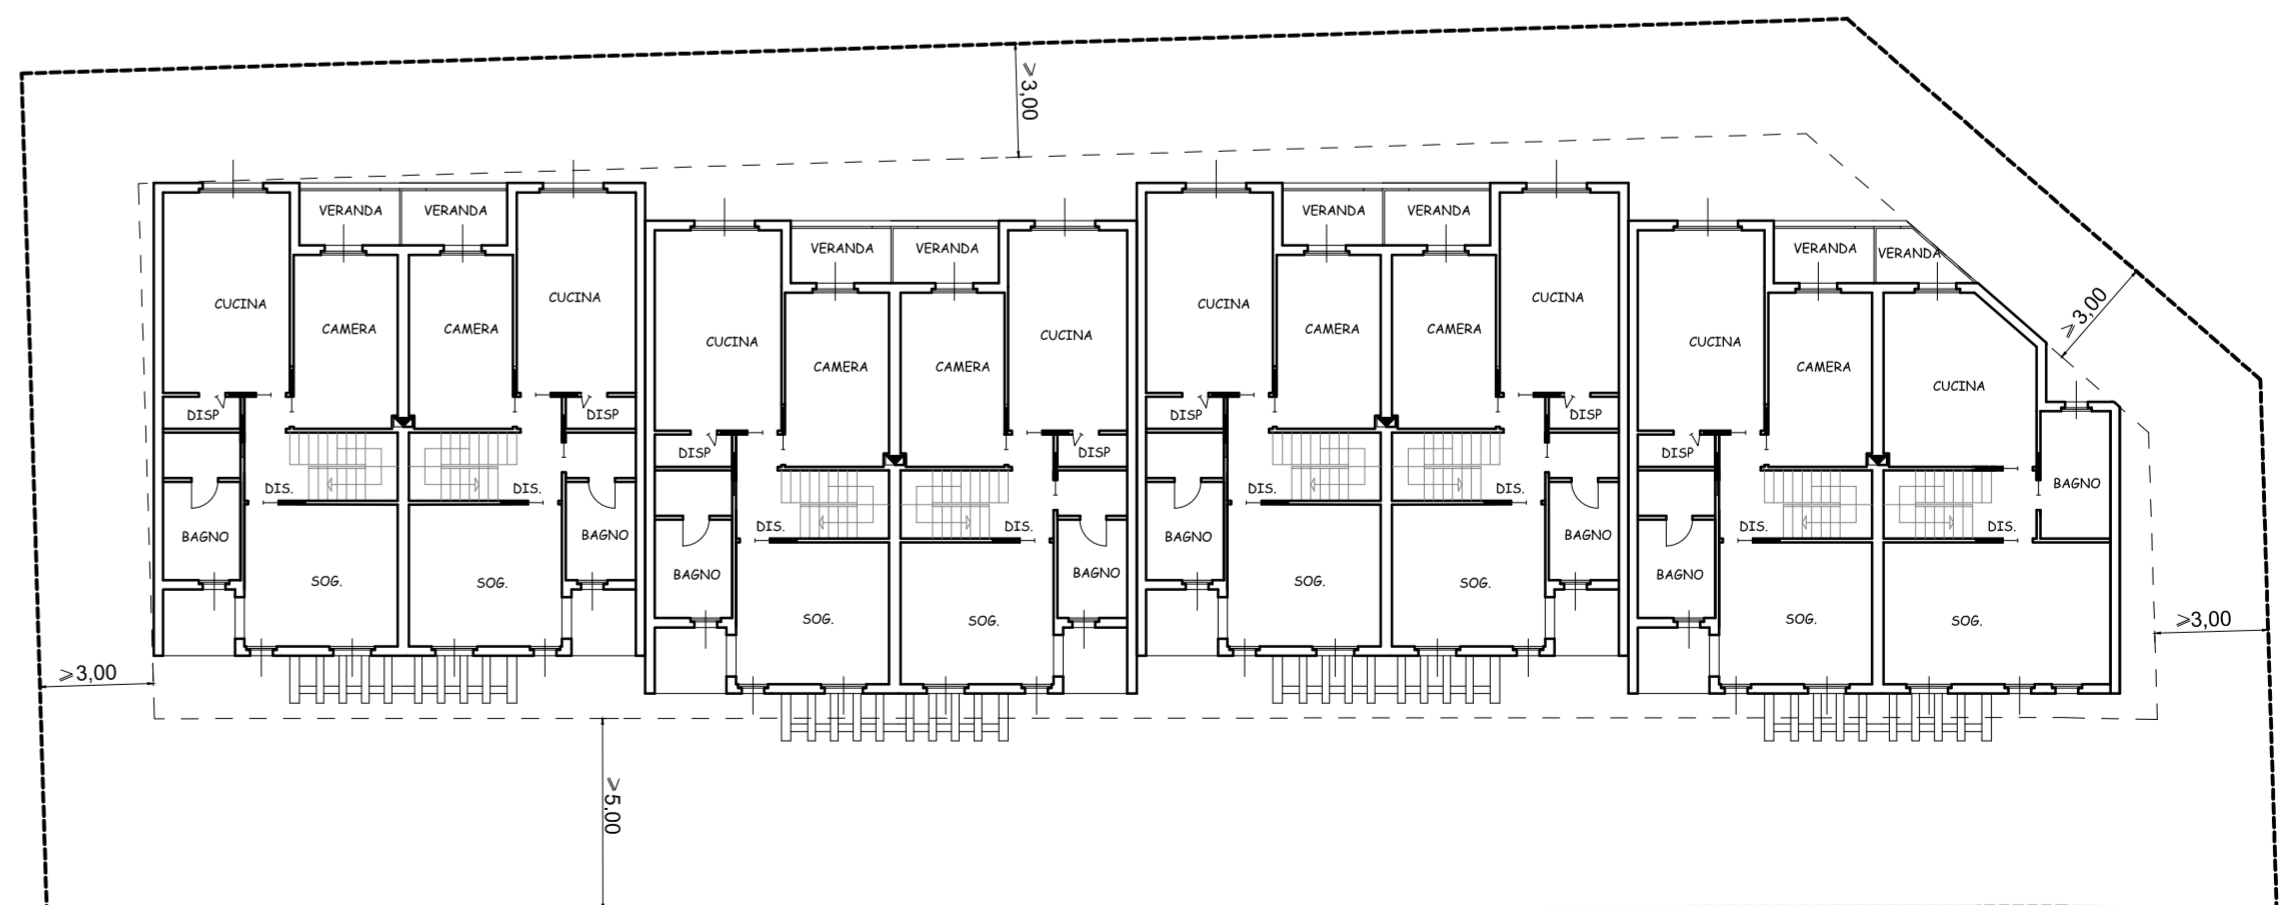 ⩾3,00
VERANDA VERANDA VERANDA VERANDA
VERANDA VERANDA VERANDA VERANDA
CUCINA CUCINA CUCINA CUCINA
⩾3,00
CAMERA CAMERA CAMERA CAMERA
CUCINA CUCINA CUCINA
CAMERA CAMERA CAMERA CUCINA
DISP DISP DISP DISP
DISP DISP DISP
DIS. DIS. DIS. DIS. BAGNO
DIS. DIS. DIS. DIS.
BAGNO BAGNO BAGNO BAGNO
BAGNO BAGNO BAGNO
SOG. SOG. SOG. SOG.
SOG. SOG. SOG. SOG.
⩾3,00
⩾3,00
⩾5.00